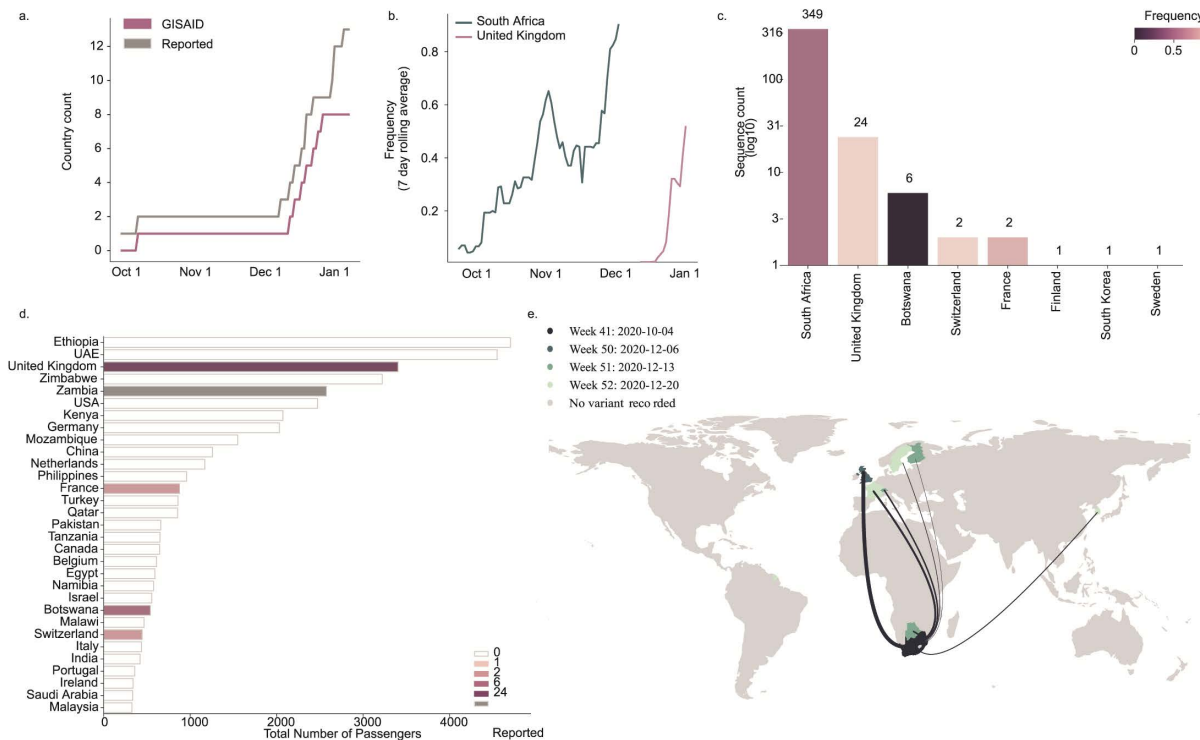 a.
GISAID
Reported
Country count
12
10
8
6
4
2
0
Oct 1
Nov 1
Dec 1
Jan 1
b.
South Africa
United Kingdom
Frequency
(7 day rolling average)
0.8
0.6
0.4
0.2
Oct 1
Nov 1
Dec 1
Jan 1
c.
Frequency
0
0.5
Sequence count
(log10)
316
100
31
10
3
1
349
24
6
2
2
1
1
1
South Africa
United Kingdom
Botswana
Switzerland
France
Finland
South Korea
Sweden
d.
Ethiopia
UAE
United Kingdom
Zimbabwe
Zambia
USA
Kenya
Germany
Mozambique
China
Netherlands
Philippines
France
Turkey
Qatar
Pakistan
Tanzania
Canada
Belgium
Egypt
Namibia
Israel
Botswana
Malawi
Switzerland
Italy
India
Portugal
Ireland
Saudi Arabia
Malaysia
0
1000
2000
3000
4000
Total Number of Passengers
0
1
2
6
24
Reported
e.
Week 41: 2020-10-04
Week 50: 2020-12-06
Week 51: 2020-12-13
Week 52: 2020-12-20
No variant recorded